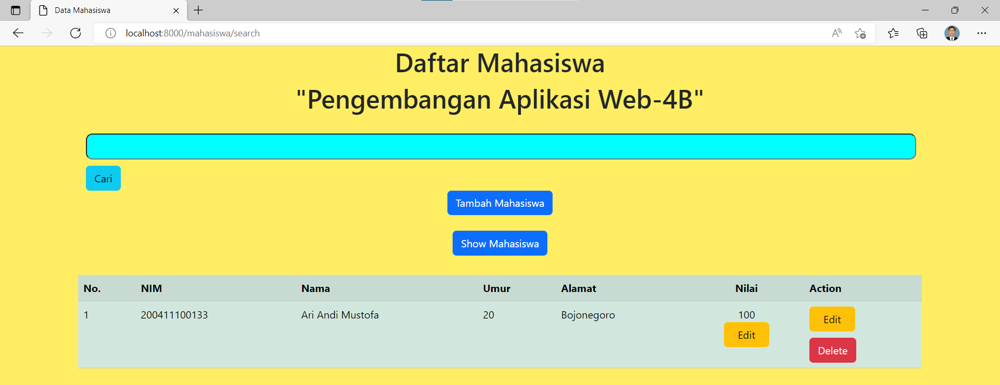 Data Mahasiswa
localhost:8000/mahasiswa/search
Daftar Mahasiswa
"Pengembangan Aplikasi Web-4B"
Cari
Tambah Mahasiswa
Show Mahasiswa
No. NIM Nama Umur Alamat Nilai Action
1 200411100133 Ari Andi Mustofa 20 Bojonegoro 100 Edit
Edit
Delete